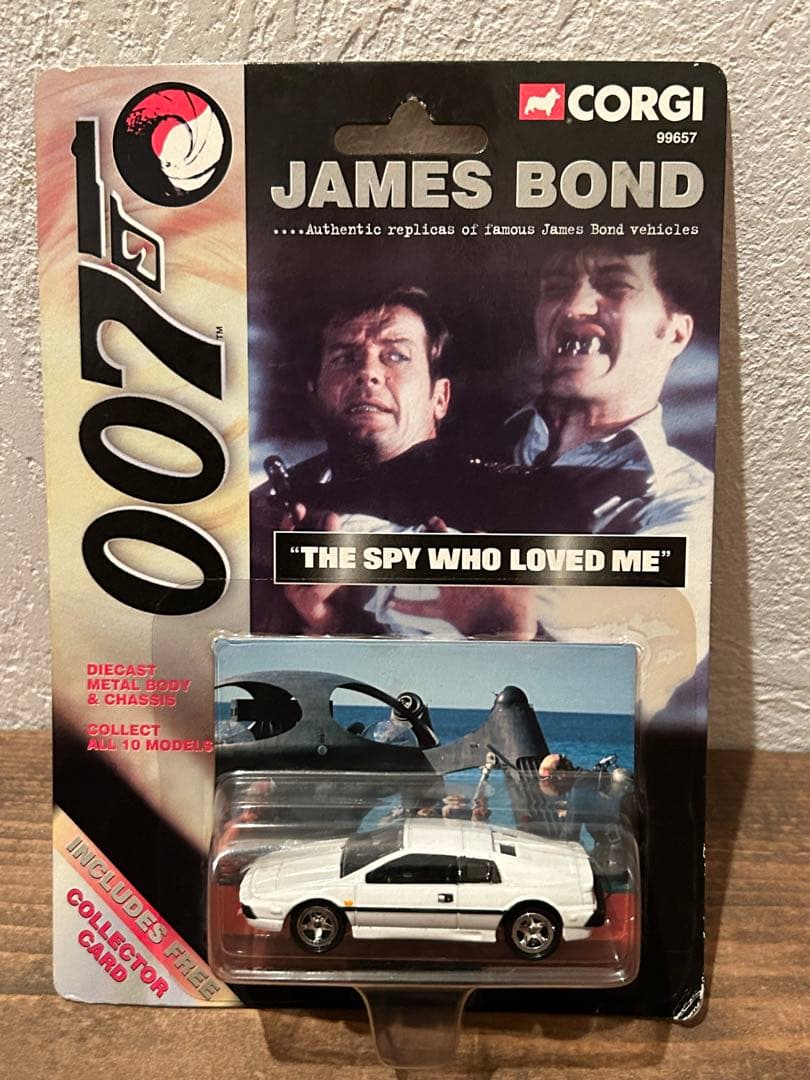 CORGI
99657
JAMES BOND
....Authentic replicas of famous James Bond vehicles
007
TM
"THE SPY WHO LOVED ME"
DIECAST
METAL BODY
& CHASSIS
COLLECT
ALL 10 MODELS
INCLUDES FREE
COLLECTOR
CARD